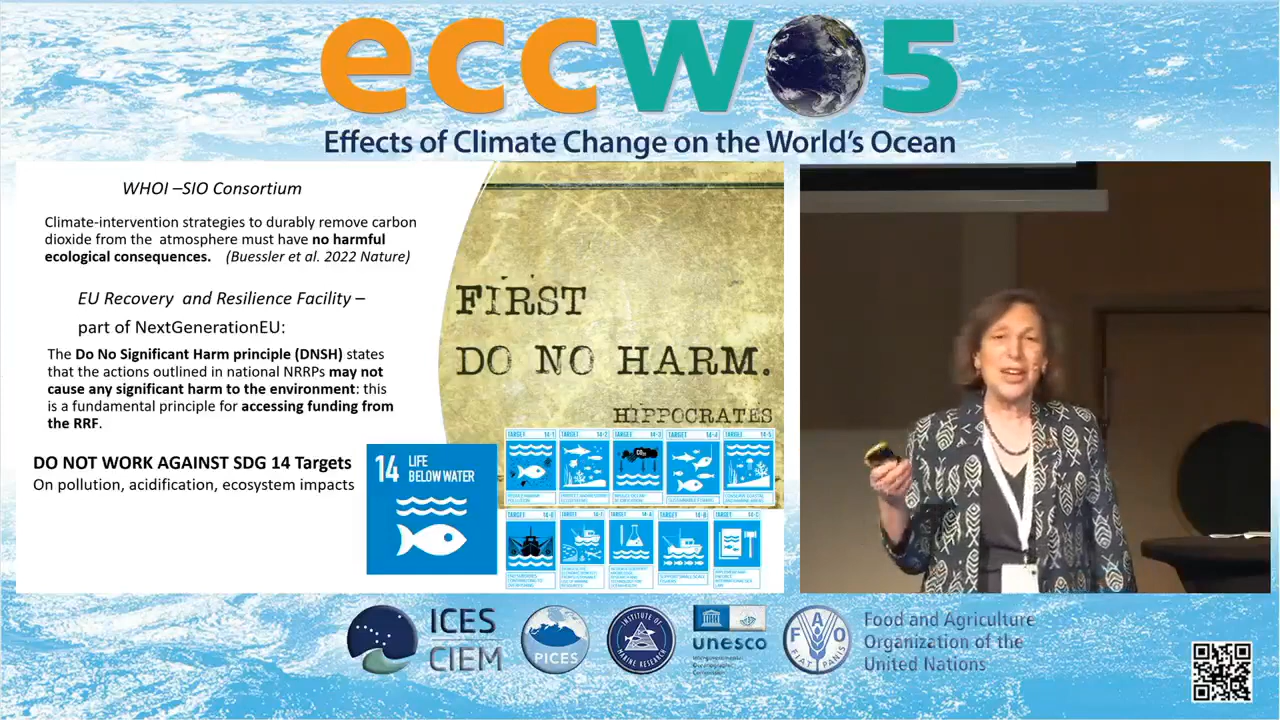 eccwo5
Effects of Climate Change on the World's Ocean
WHOI –SIO Consortium
Climate-intervention strategies to durably remove carbon
dioxide from the atmosphere must have no harmful
ecological consequences. (Buessler et al. 2022 Nature)
EU Recovery and Resilience Facility –
part of NextGenerationEU:
The Do No Significant Harm principle (DNSH) states
that the actions outlined in national NRRPs may not
cause any significant harm to the environment: this
is a fundamental principle for accessing funding from
the RRF.
DO NOT WORK AGAINST SDG 14 Targets
On pollution, acidification, ecosystem impacts
FIRST
DO NO HARM.
HIPPOCRATES
14 LIFE
BELOW WATER
TARGET 14-1
TARGET 14-2
TARGET 14-3
TARGET 14-4
TARGET 14-5
CO2
TARGET
TARGET
TARGET 14-A
TARGET 14-B
TARGET 14-C
ICES
CIEM
PICES
INSTITUTE OF
MARINE RESEARCH
unesco
Intergovernmental
Oceanographic
Commission
FAO
FIAT PANIS
Food and Agriculture
Organization of the
United Nations